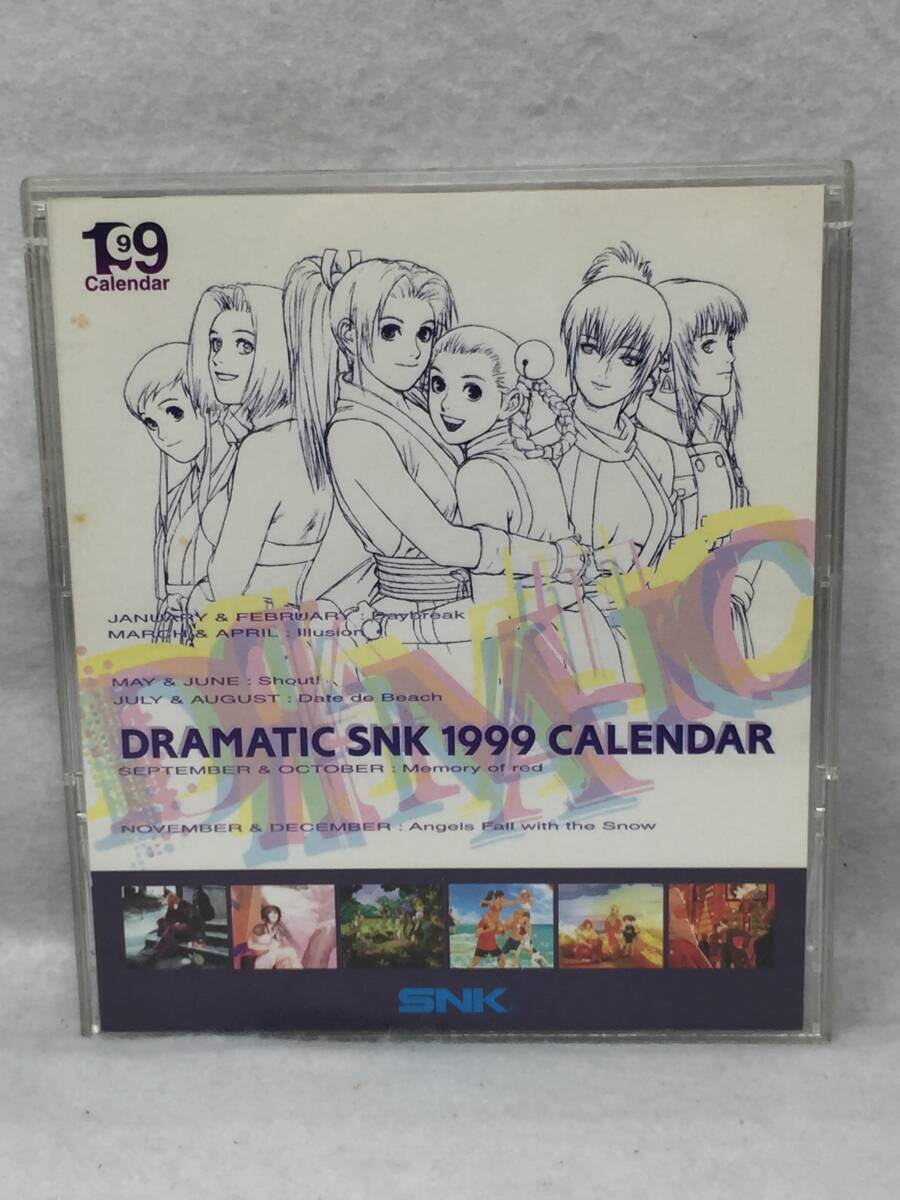 1999
Calendar
JANUARY & FEBRUARY : Daybreak
MARCH & APRIL : Illusion
MAY & JUNE : Shout!
JULY & AUGUST : Date de Beach
DRAMATIC
DRAMATIC SNK 1999 CALENDAR
SEPTEMBER & OCTOBER : Memory of red
NOVEMBER & DECEMBER : Angels Fall with the Snow
SNK